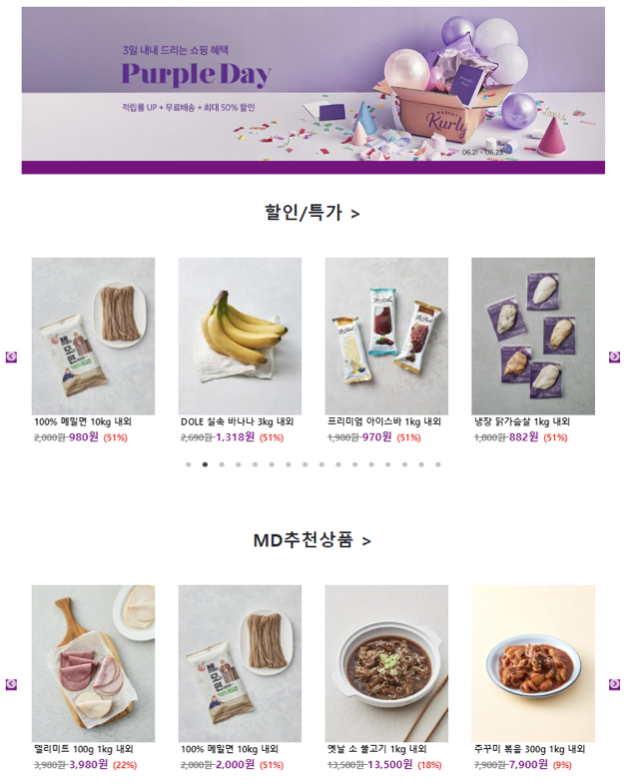 3일 내내 드리는 쇼핑 혜택
Purple Day
적립률 UP + 무료배송 + 최대 50% 할인
MARKET
Kurly
06.21 - 06.23
할인/특가 >
100% 메밀면 10kg 내외
2,000원 980원 (51%)
DOLE 실속 바나나 3kg 내외
2,690원 1,318원 (51%)
프리미엄 아이스바 1kg 내외
1,980원 970원 (51%)
냉장 닭가슴살 1kg 내외
1,800원 882원 (51%)
MD추천상품 >
델리미트 100g 1kg 내외
3,980원 3,980원 (22%)
100% 메밀면 10kg 내외
2,000원 2,000원 (51%)
옛날 소 불고기 1kg 내외
13,500원 13,500원 (18%)
주꾸미 볶음 300g 1kg 내외
7,900원 7,900원 (9%)